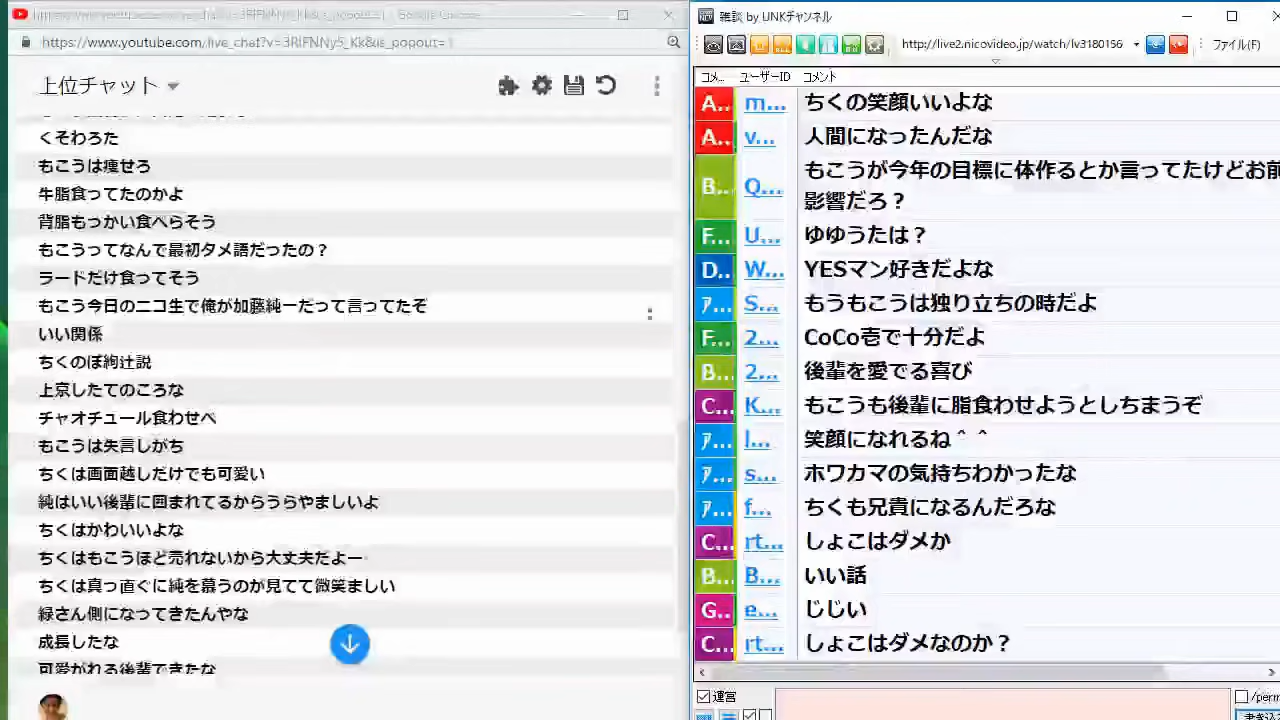 https://www.youtube.com/live_chat?v=3RIFNNy5_Kk&is_popout=1
上位チャット
くそわろた
もこうは痩せろ
牛脂食ってたのかよ
背脂もっかい食べらそう
もこうってなんで最初タメ語だったの？
ラードだけ食ってそう
もこう今日のニコ生で俺が加藤純一だって言ってたぞ
いい関係
ちくのぼ絢辻説
上京したてのころな
チャオチュール食わせべ
もこうは失言しがち
ちくは画面越しだけでも可愛い
純はいい後輩に囲まれてるからうらやましいよ
ちくはかわいいよな
ちくはもこうほど売れないから大丈夫だよー
ちくは真っ直ぐに純を慕うのが見てて微笑ましい
緑さん側になってきたんやな
成長したな
可愛がれる後輩できたな
雑談 by UNKチャンネル
http://live2.nicovideo.jp/watch/lv3180156
ファイル(F)
コメ... ユーザーID コメント
A.. m... ちくの笑顔いいよな
A.. v... 人間になったんだな
B... Q... もこうが今年の目標に体作るとか言ってたけどお前
影響だろ？
F... U... ゆゆうたは？
D.. W... YESマン好きだよな
ｱ... S... もうもこうは独り立ちの時だよ
F... 2... CoCo壱で十分だよ
B... 2... 後輩を愛でる喜び
C... K... もこうも後輩に脂食わせようとしちまうぞ
ｱ... l... 笑顔になれるね＾＾
ｱ... s... ホワカマの気持ちわかったな
ｱ... f... ちくも兄貴になるんだろな
C... rt... しょこはダメか
B... B... いい話
G.. e... じじい
C... rt... しょこはダメなのか？
運営
/perm